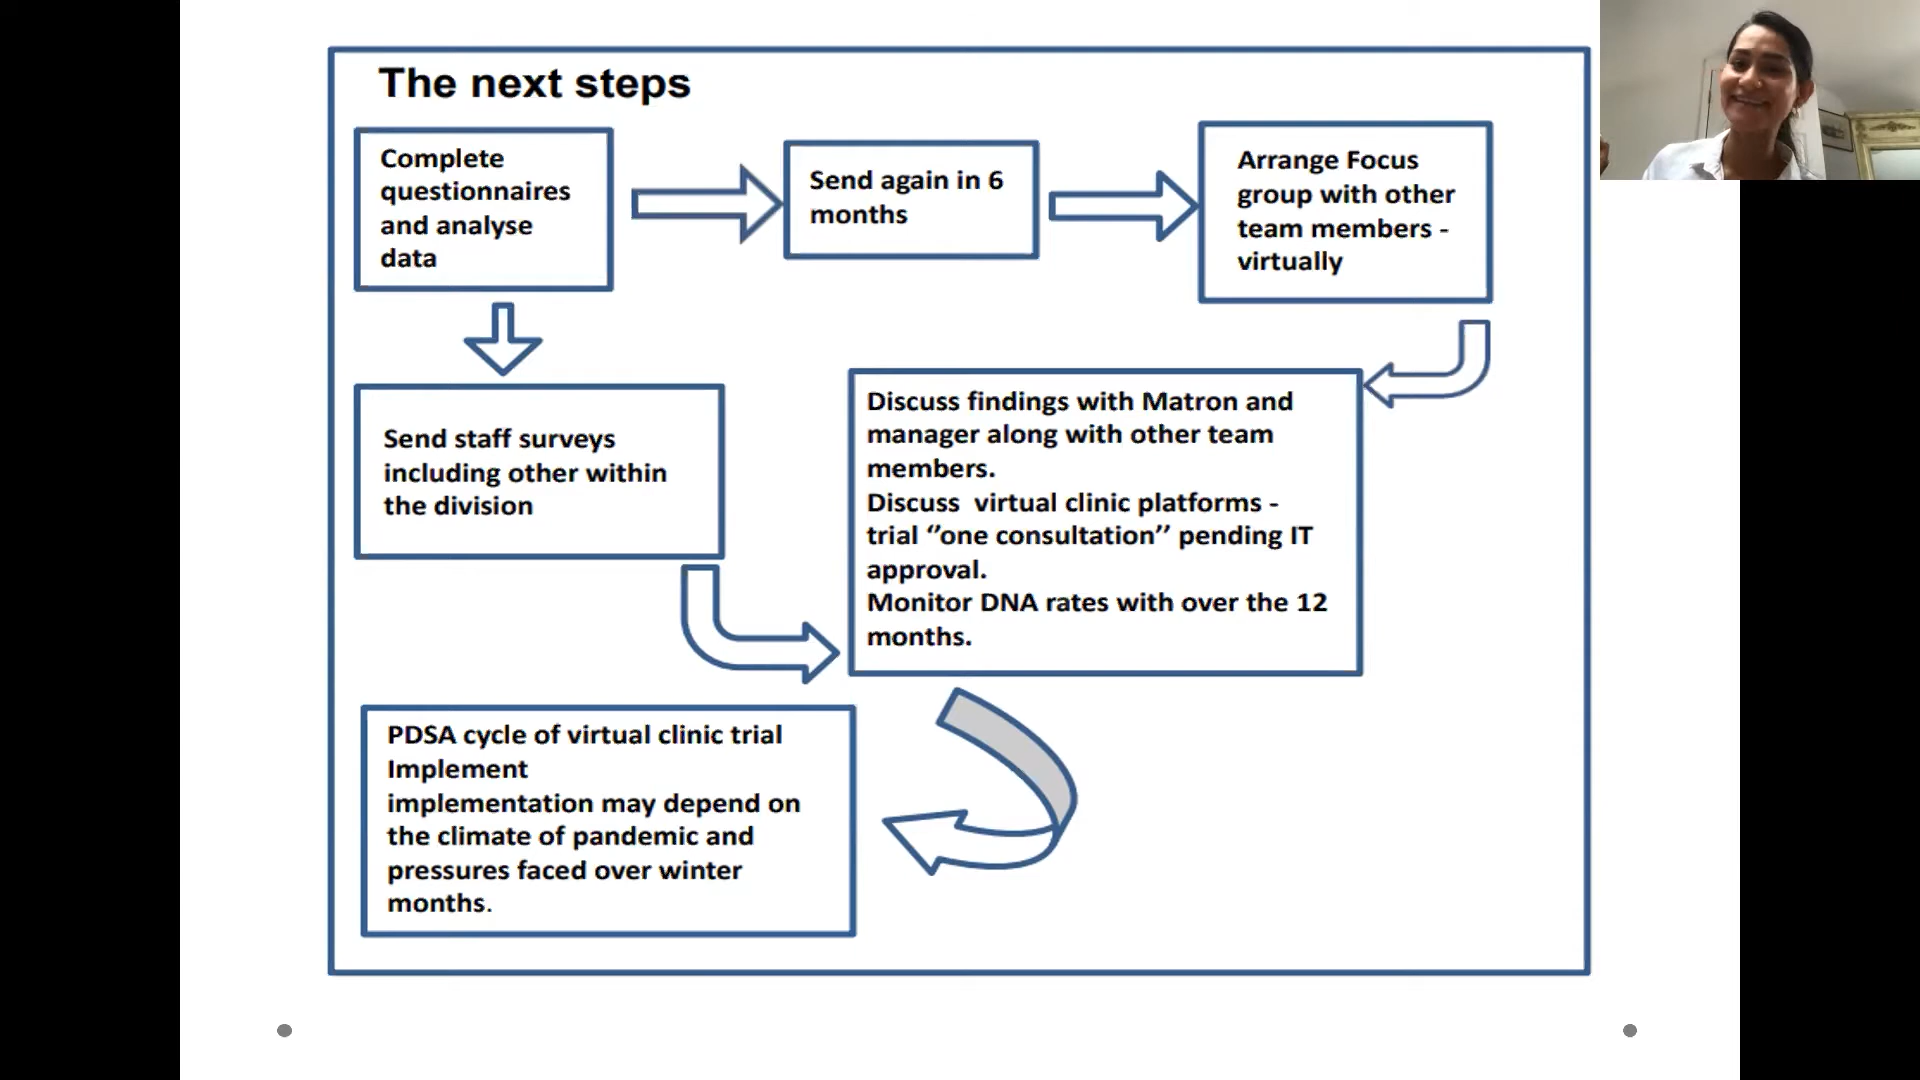 The next steps
Complete
questionnaires
and analyse
data
Send again in 6
months
Arrange Focus
group with other
team members -
virtually
Send staff surveys
including other within
the division
Discuss findings with Matron and
manager along with other team
members.
Discuss  virtual clinic platforms -
trial ‘’one consultation’’ pending IT
approval.
Monitor DNA rates with over the 12
months.
PDSA cycle of virtual clinic trial
Implement
implementation may depend on
the climate of pandemic and
pressures faced over winter
months.